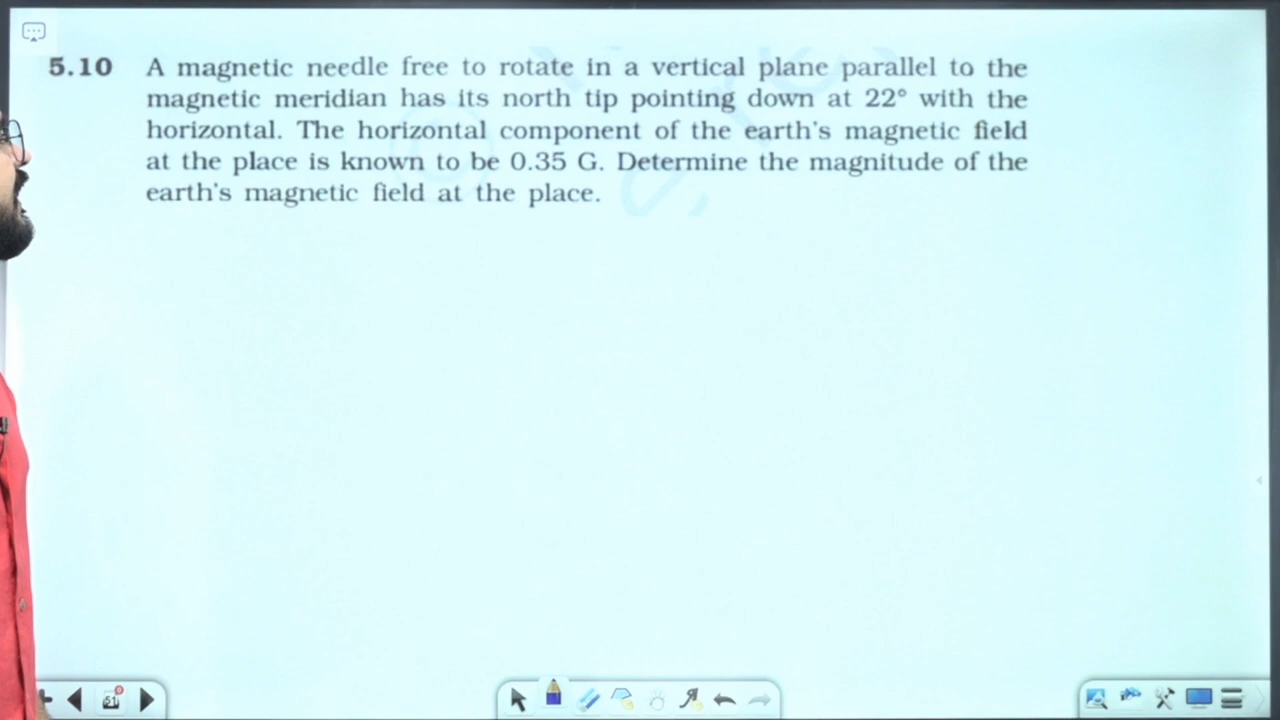 5.10 A magnetic needle free to rotate in a vertical plane parallel to the
magnetic meridian has its north tip pointing down at 22° with the
horizontal. The horizontal component of the earth's magnetic field
at the place is known to be 0.35 G. Determine the magnitude of the
earth's magnetic field at the place.
51